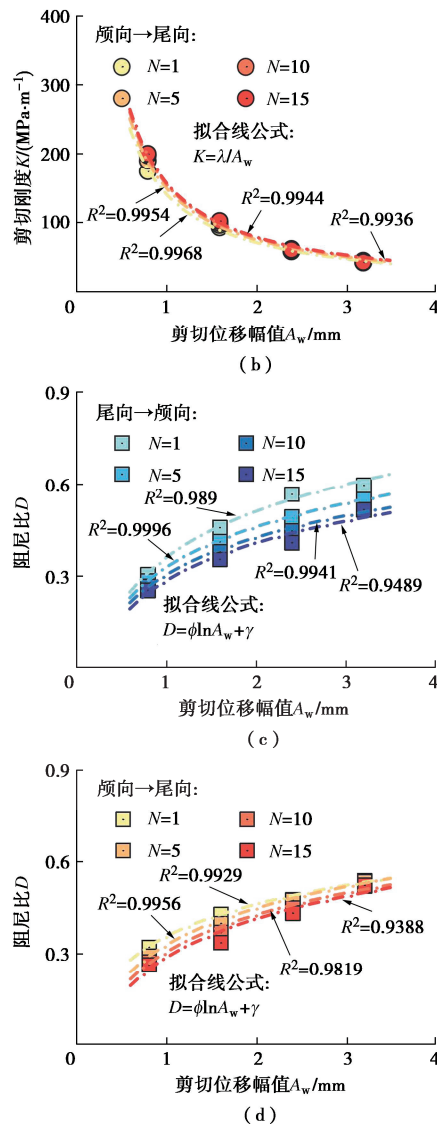 400
颅向→尾向:
N=1
N=10
300
N=5
N=15
拟合线公式:
K=λ/A_w
200
R²=0.9944
R²=0.9936
R²=0.9954
100
R²=0.9968
剪切刚度K/(MPa·m⁻¹)
0 1 2 3 4
剪切位移幅值A_w/mm
(b)
0.9
尾向→颅向:
N=1
N=10
N=5
N=15
0.6
R²=0.989
R²=0.9996
阻尼比D
0.3
R²=0.9941
R²=0.9489
拟合线公式:
D=ϕlnA_w+γ
0 1 2 3 4
剪切位移幅值A_w/mm
(c)
0.9
颅向→尾向:
N=1
N=10
N=5
N=15
0.6
R²=0.9929
R²=0.9956
阻尼比D
R²=0.9388
0.3
R²=0.9819
拟合线公式:
D=ϕlnA_w+γ
0 1 2 3 4
剪切位移幅值A_w/mm
(d)